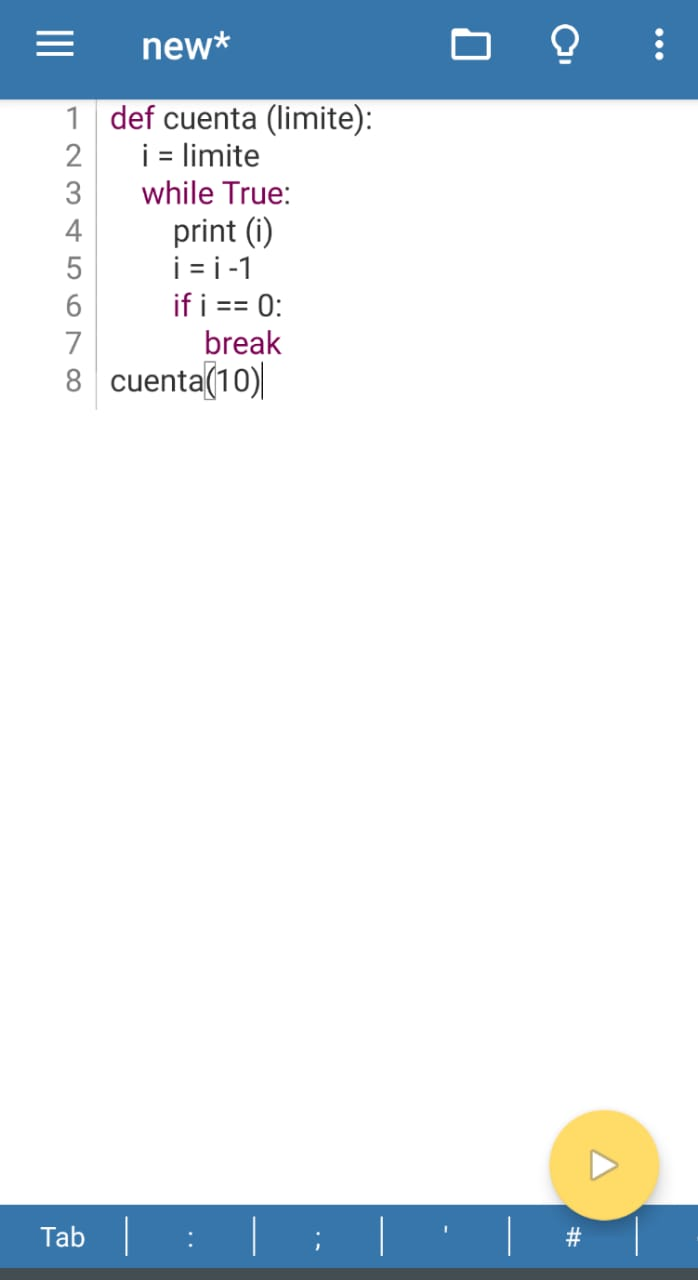 new*
1 def cuenta (limite):
2 i = limite
3 while True:
4 print (i)
5 i = i -1
6 if i == 0:
7 break
8 cuenta(10)
Tab | : | ; | ' | # |